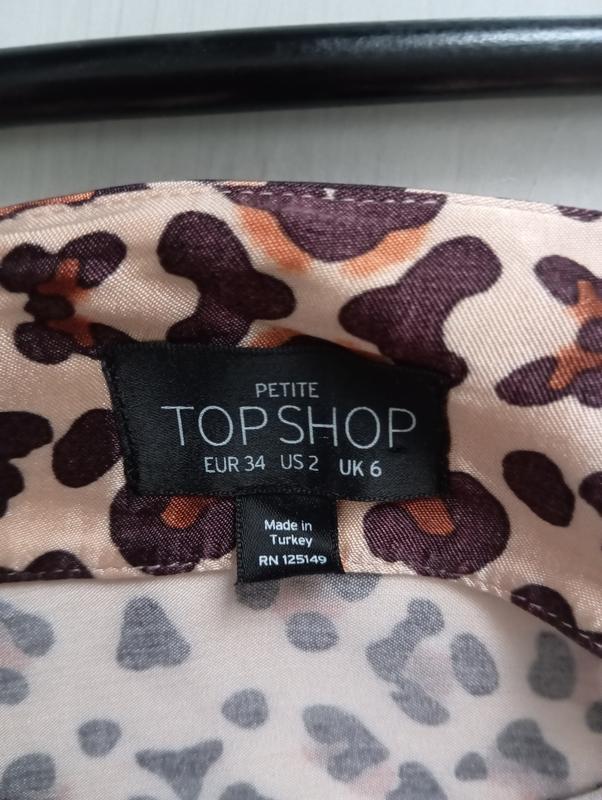 PETITE
TOPSHOP
EUR 34 US 2 UK 6
Made in
Turkey
RN 125149